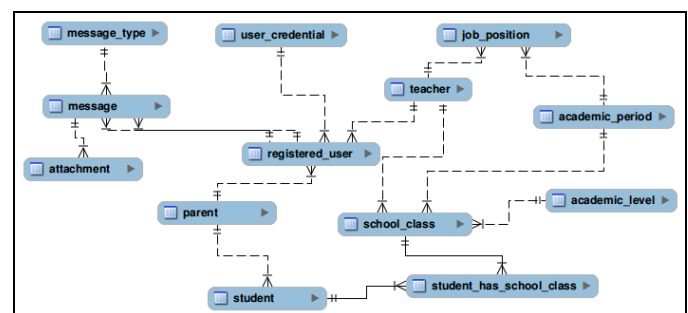 message_type
user_credential
job_position
teacher
message
academic_period
registered_user
attachment
academic_level
parent
school_class
student_has_school_class
student